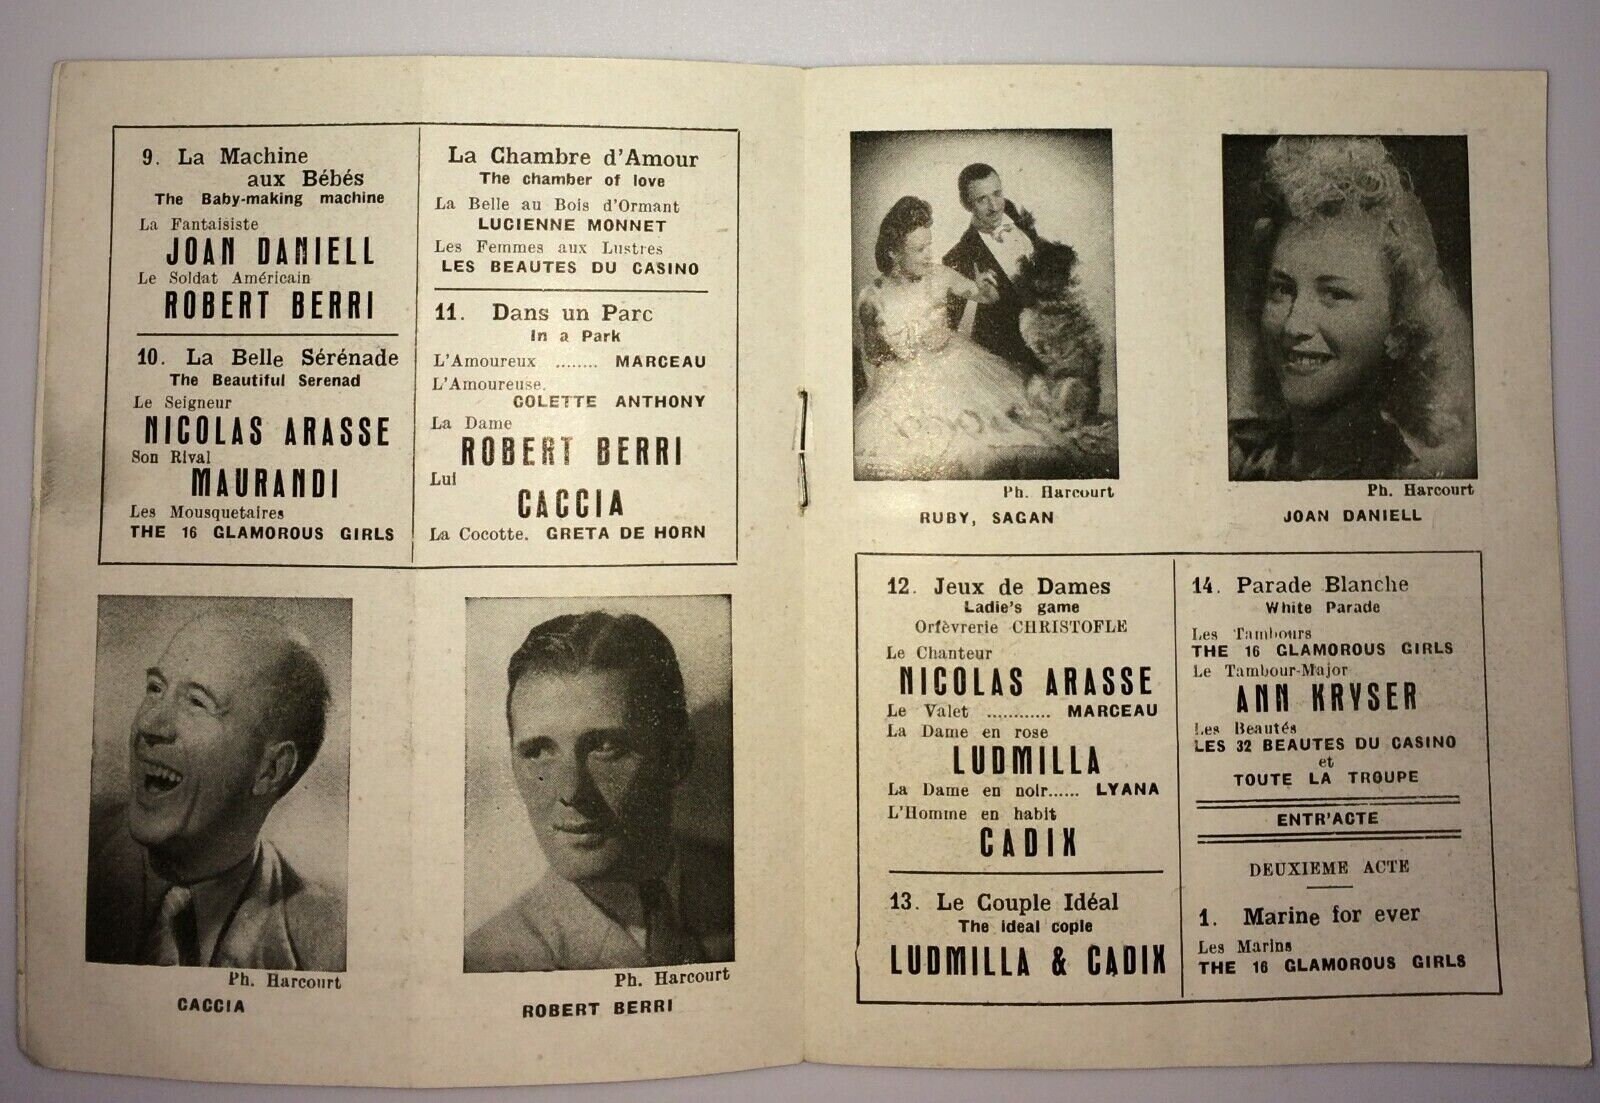 9. La Machine
aux Bébés
The Baby-making machine
La Fantaisiste
JOAN DANIELL
Le Soldat Américain
ROBERT BERRI
10. La Belle Sérénade
The Beautiful Serenad
Le Seigneur
NICOLAS ARASSE
Son Rival
MAURANDI
Les Mousquetaires
THE 16 GLAMOROUS GIRLS
La Chambre d'Amour
The chamber of love
La Belle au Bois d'Ormant
LUCIENNE MONNET
Les Femmes aux Lustres
LES BEAUTES DU CASINO
11. Dans un Parc
In a Park
L'Amoureux ........ MARCEAU
L'Amoureuse.
COLETTE ANTHONY
La Dame
ROBERT BERRI
Lui
CACCIA
La Cocotte. GRETA DE HORN
Ph. Harcourt
CACCIA
Ph. Harcourt
ROBERT BERRI
Ph. Harcourt
RUBY, SAGAN
Ph. Harcourt
JOAN DANIELL
12. Jeux de Dames
Ladie's game
Orfèvrerie CHRISTOFLE
Le Chanteur
NICOLAS ARASSE
Le Valet ............ MARCEAU
La Dame en rose
LUDMILLA
La Dame en noir...... LYANA
L'Homme en habit
CADIX
13. Le Couple Idéal
The ideal cople
LUDMILLA & CADIX
14. Parade Blanche
White Parade
Les Tambours
THE 16 GLAMOROUS GIRLS
Le Tambour-Major
ANN KRYSER
Les Beautés
LES 32 BEAUTES DU CASINO
et
TOUTE LA TROUPE
ENTR'ACTE
DEUXIEME ACTE
1. Marine for ever
Les Marins
THE 16 GLAMOROUS GIRLS